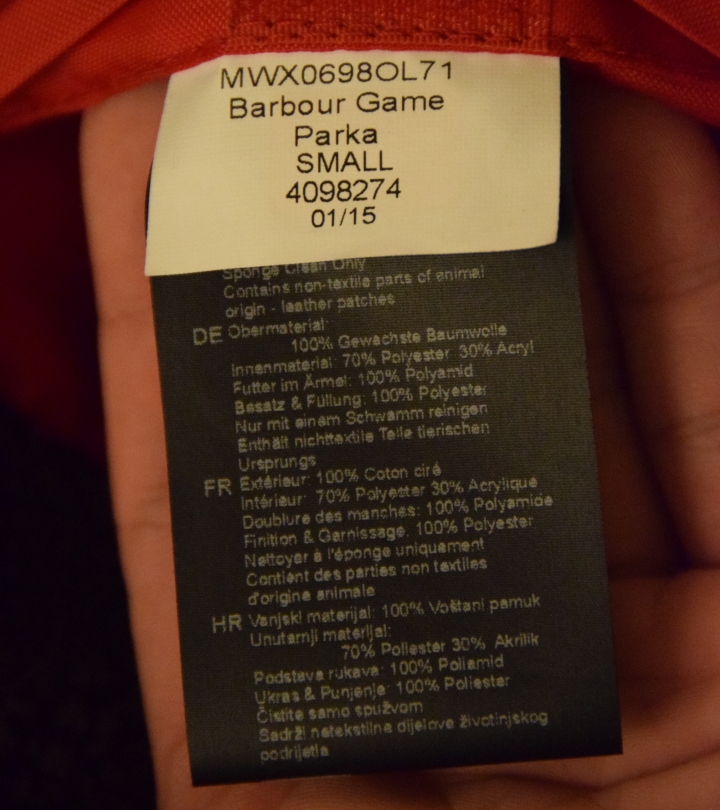 MWX0698OL71
Barbour Game
Parka
SMALL
4098274
01/15
Sponge Clean Only
Contains non-textile parts of animal
origin - leather patches
DE Obermaterial:
100% Gewachste Baumwolle
Innenmaterial: 70% Polyester 30% Acryl
Futter im Ärmel: 100% Polyamid
Besatz & Füllung: 100% Polyester
Nur mit einem Schwamm reinigen
Enthält nichttextile Teile tierischen
Ursprungs
FR Extérieur: 100% Coton ciré
Intérieur: 70% Polyester 30% Acrylique
Doublure des manches: 100% Polyamide
Finition & Garnissage: 100% Polyester
Nettoyer à l'éponge uniquement
Contient des parties non textiles
d'origine animale
HR Vanjski materijal: 100% Voštani pamuk
Unutarnji materijal:
70% Poliester 30% Akrilik
Podstava rukava: 100% Poliamid
Ukras & Punjenje: 100% Poliester
Čistite samo spužvom
Sadrži netekstilne dijelove životinjskog
podrijetla